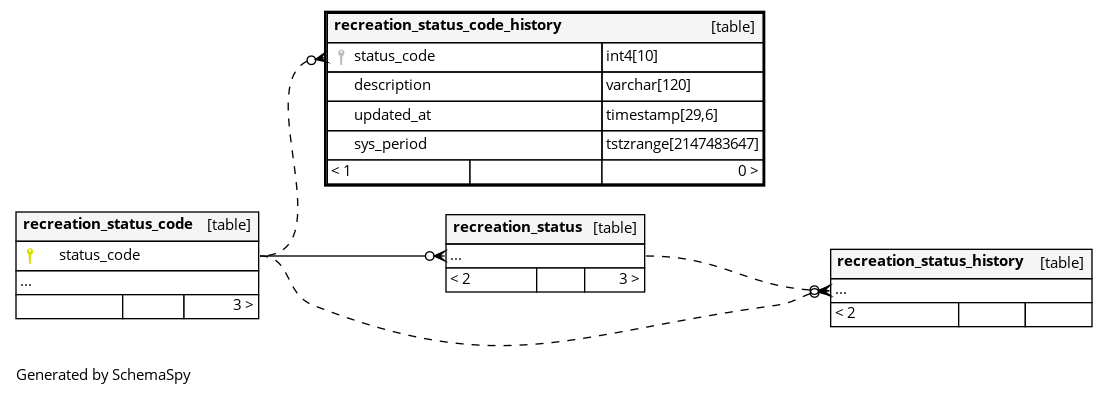 recreation_status_code_history [table]
status_code int4[10]
description varchar[120]
updated_at timestamp[29,6]
sys_period tstzrange[2147483647]
< 1 0 >
recreation_status_code [table]
status_code
...
3 >
recreation_status [table]
...
< 2 3 >
recreation_status_history [table]
...
< 2
Generated by SchemaSpy